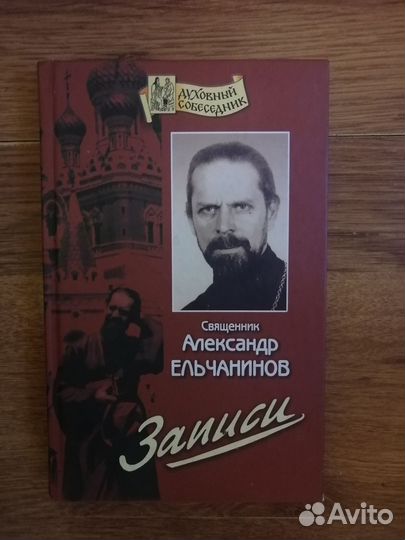 ДУХОВНЫЙ
СОБЕСЕДНИК
Священник
Александр
ЕЛЬЧАНИНОВ
Записи
Avito